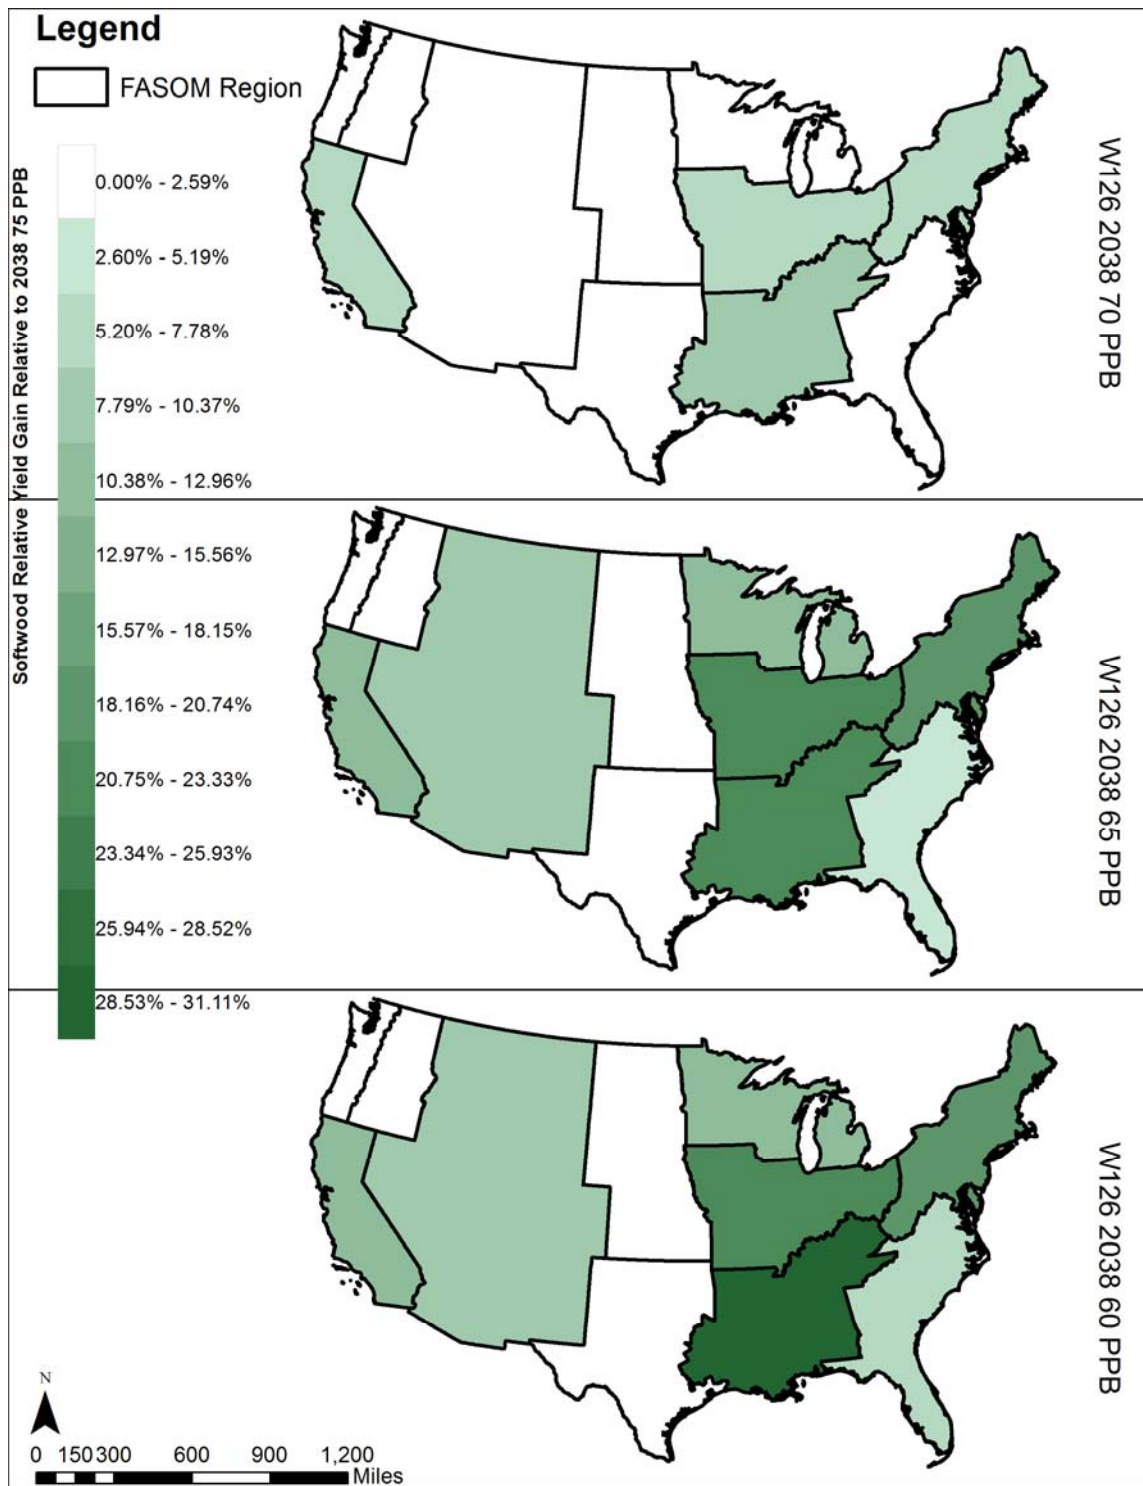 Legend
FASOM Region
Softwood Relative Yield Gain Relative to 2038 75 PPB
0.00% - 2.59%
2.60% - 5.19%
5.20% - 7.78%
7.79% - 10.37%
10.38% - 12.96%
12.97% - 15.56%
15.57% - 18.15%
18.16% - 20.74%
20.75% - 23.33%
23.34% - 25.93%
25.94% - 28.52%
28.53% - 31.11%
W126 2038 70 PPB
W126 2038 65 PPB
W126 2038 60 PPB
N
0 150 300 600 900 1,200
Miles